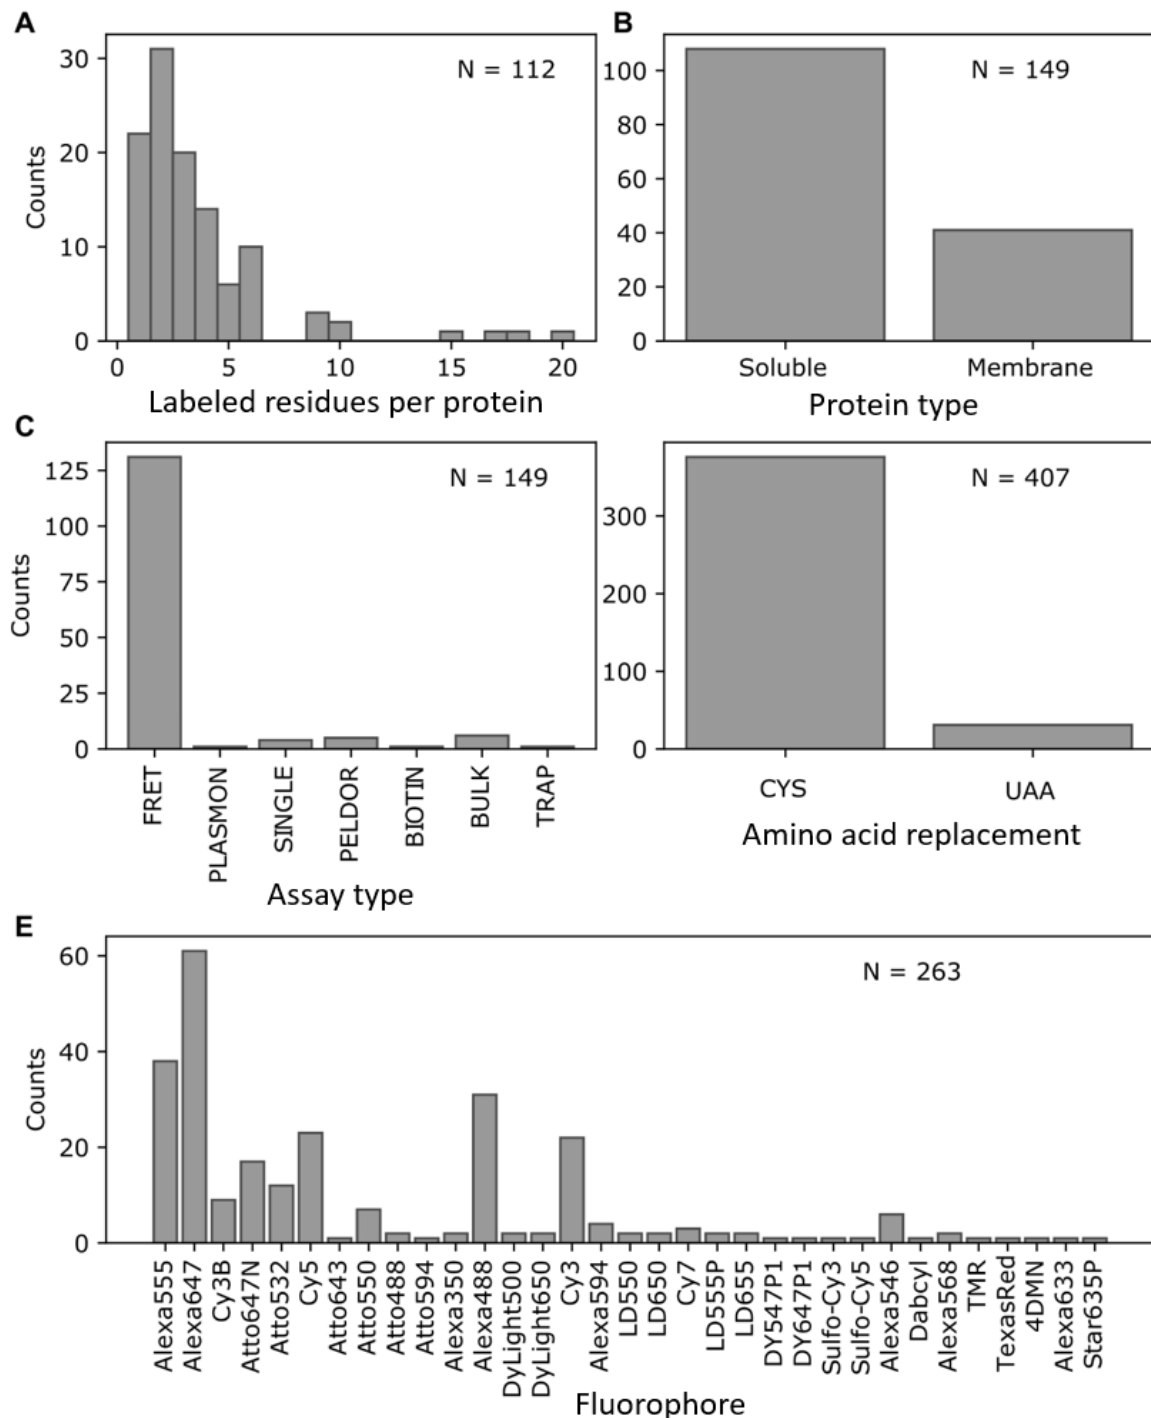 A
B
30
20
10
0
Counts
N = 112
0 5 10 15 20
Labeled residues per protein
100
80
60
40
20
0
N = 149
Soluble Membrane
Protein type
C
125
100
75
50
25
0
Counts
N = 149
FRET
PLASMON
SINGLE
PELDOR
BIOTIN
BULK
TRAP
Assay type
300
200
100
0
N = 407
CYS UAA
Amino acid replacement
E
60
40
20
0
Counts
N = 263
Alexa555
Alexa647
Cy3B
Atto647N
Atto532
Cy5
Atto643
Atto550
Atto488
Atto594
Alexa350
Alexa488
DyLight500
DyLight650
Cy3
Alexa594
LD550
LD650
Cy7
LD555P
LD655
DY547P1
DY647P1
Sulfo-Cy3
Sulfo-Cy5
Alexa546
Dabcyl
Alexa568
TMR
TexasRed
4DMN
Alexa633
Star635P
Fluorophore